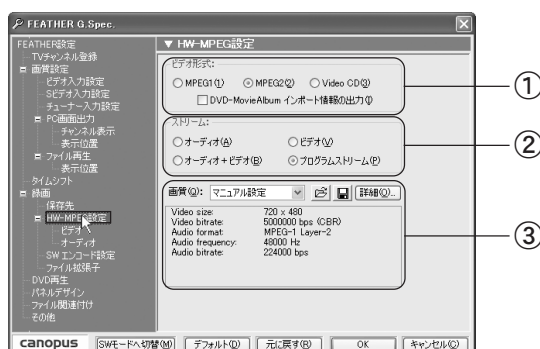 FEATHER G.Spec.
FEATHER設定
TVチャンネル登録
画質設定
ビデオ入力設定
Sビデオ入力設定
チューナー入力設定
PC画面出力
チャンネル表示
表示位置
ファイル再生
表示位置
タイムシフト
録画
保存先
HW-MPEG設定
ビデオ
オーディオ
SWエンコード設定
ファイル拡張子
DVD再生
パネルデザイン
ファイル関連付け
その他
▼ HW-MPEG設定
ビデオ形式:
MPEG1(1) MPEG2(2) Video CD(3)
DVD-MovieAlbum インポート情報の出力(I)
①
ストリーム:
オーディオ(A) ビデオ(V)
オーディオ+ビデオ(B) プログラムストリーム(P)
②
画質(Q): マニュアル設定 詳細(O)...
Video size: 720 x 480
Video bitrate: 5000000 bps (CBR)
Audio format: MPEG-1 Layer-2
Audio frequency: 48000 Hz
Audio bitrate: 224000 bps
③
canopus SWモードへ切替(M) デフォルト(D) 元に戻す(R) OK キャンセル(C)